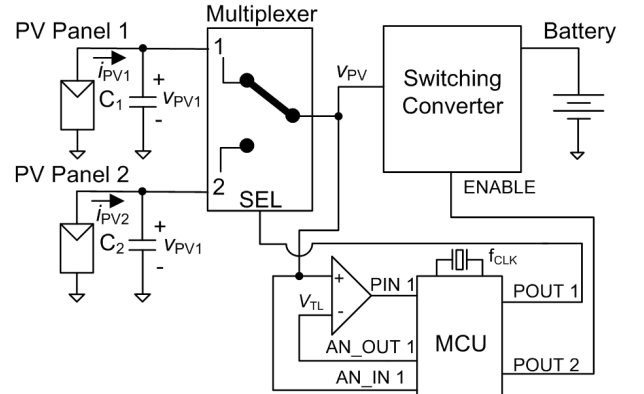 Multiplexer
PV Panel 1
Battery
1
iPV1
C1
+
vPV1
-
vPV
Switching
Converter
PV Panel 2
2
SEL
ENABLE
iPV2
C2
+
vPV1
-
fCLK
+
PIN 1
POUT 1
VTL
-
MCU
AN_OUT 1
POUT 2
AN_IN 1